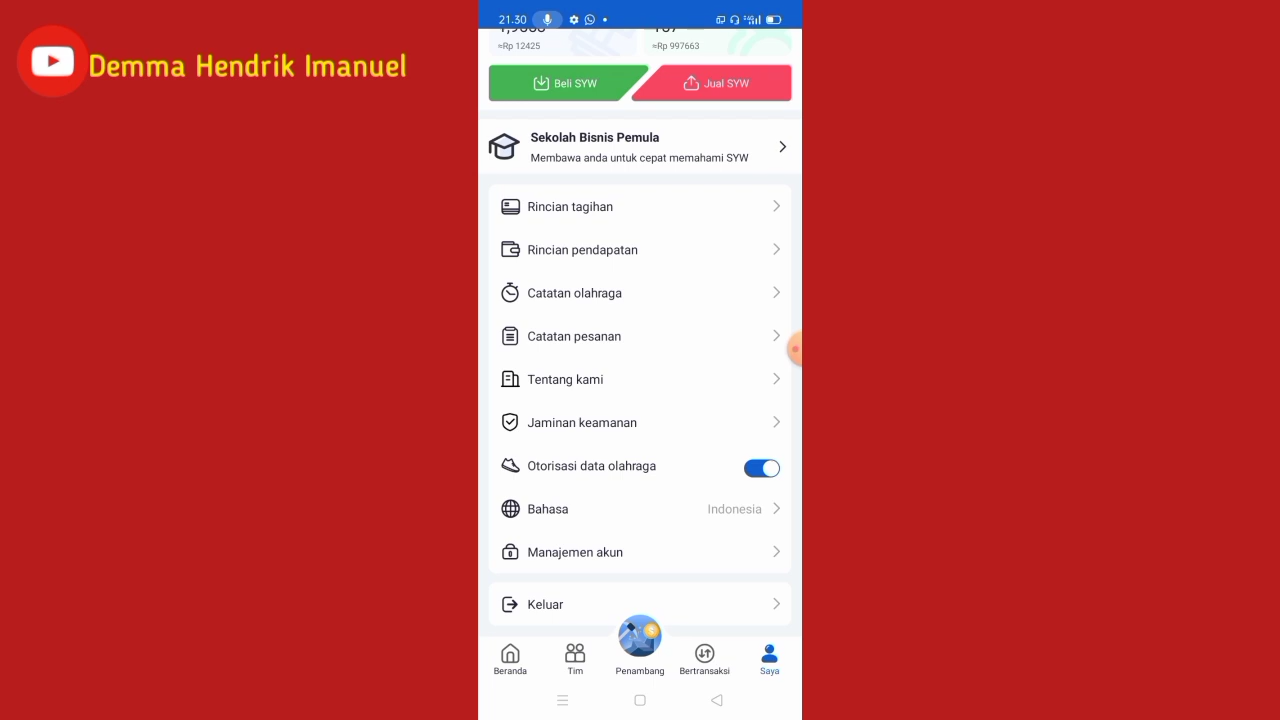 Demma Hendrik Imanuel
21.30
≈Rp 12425
≈Rp 997663
Beli SYW
Jual SYW
Sekolah Bisnis Pemula
Membawa anda untuk cepat memahami SYW
Rincian tagihan
Rincian pendapatan
Catatan olahraga
Catatan pesanan
Tentang kami
Jaminan keamanan
Otorisasi data olahraga
Bahasa
Indonesia
Manajemen akun
Keluar
Beranda
Tim
Penambang
Bertransaksi
Saya